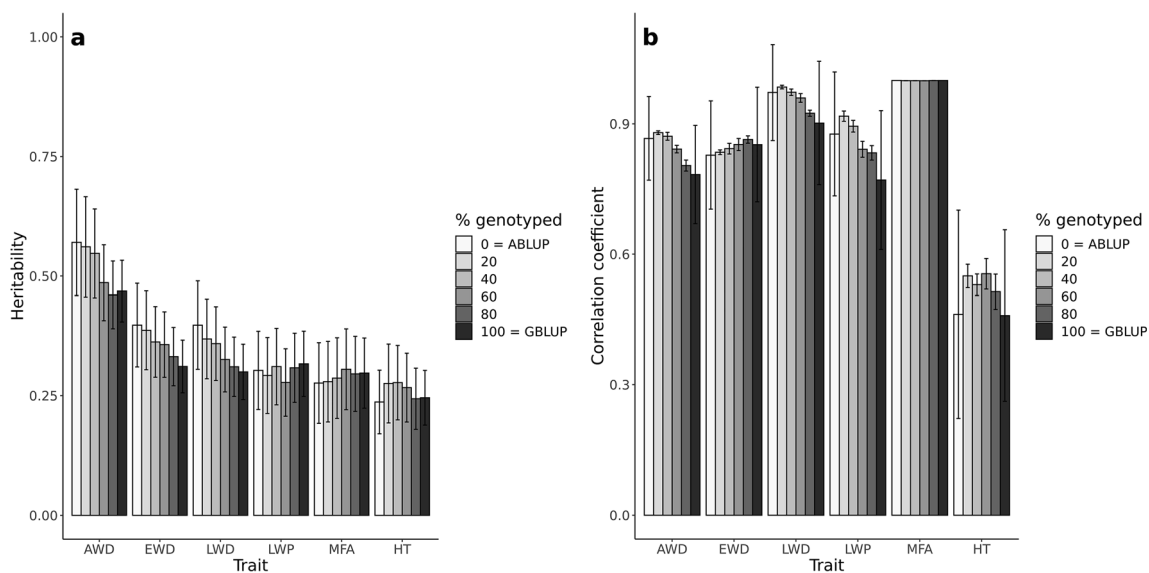 a
1.00
0.75
0.50
0.25
0.00
Heritability
AWD EWD LWD LWP MFA HT
Trait
% genotyped
0 = ABLUP
20
40
60
80
100 = GBLUP
b
0.9
0.6
0.3
0.0
Correlation coefficient
AWD EWD LWD LWP MFA HT
Trait
% genotyped
0 = ABLUP
20
40
60
80
100 = GBLUP